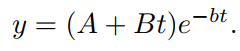 y = (A + Bt)e^{-bt}.